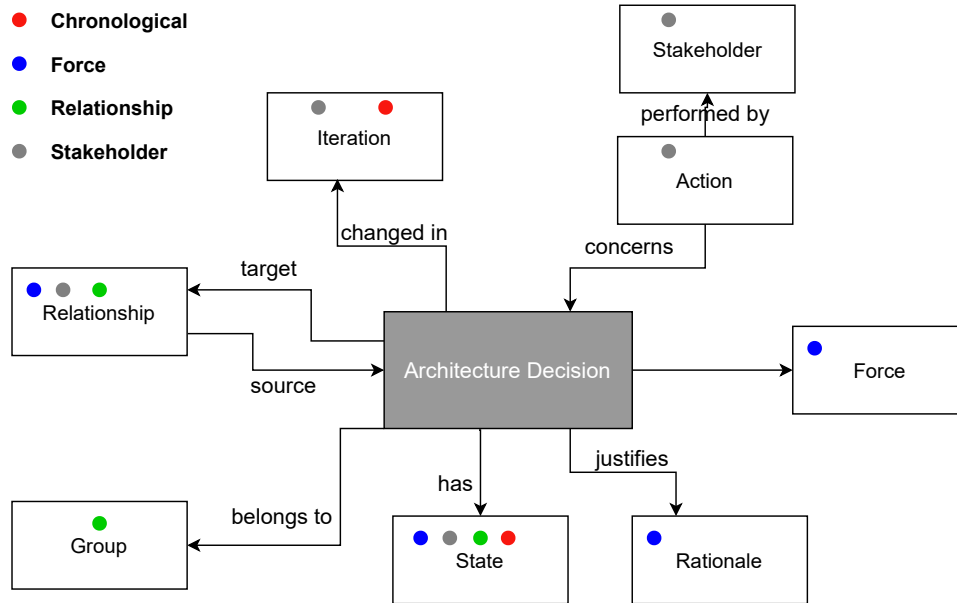 Chronological
Force
Relationship
Stakeholder
Stakeholder
performed by
Iteration
Action
changed in
concerns
target
Relationship
source
Architecture Decision
Force
justifies
has
belongs to
Group
State
Rationale